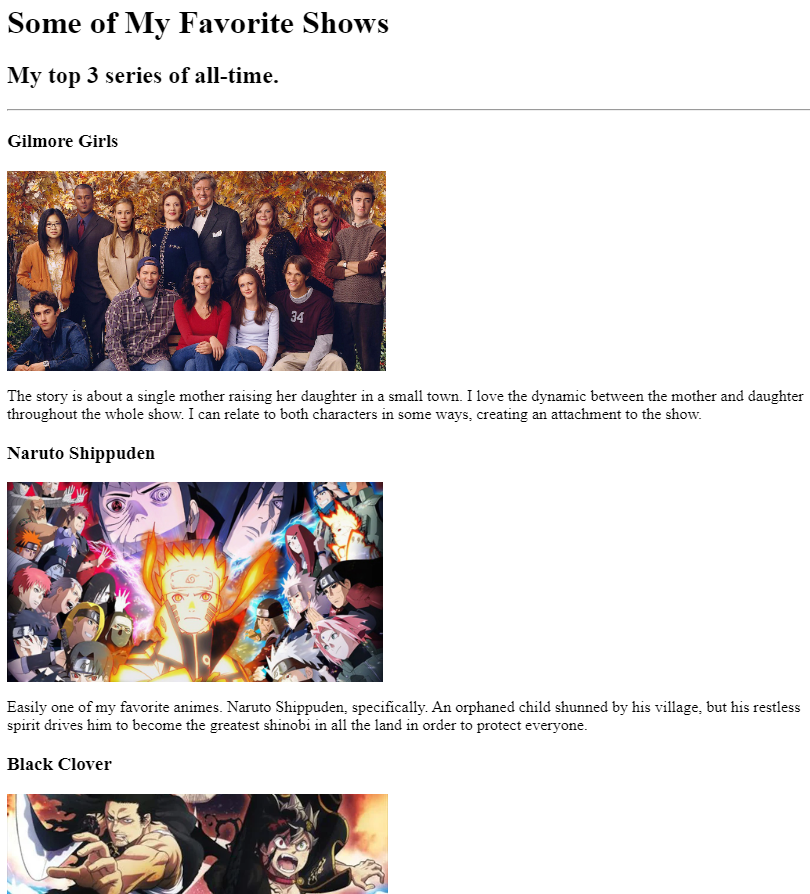 Some of My Favorite Shows
My top 3 series of all-time.
Gilmore Girls
34
The story is about a single mother raising her daughter in a small town. I love the dynamic between the mother and daughter
throughout the whole show. I can relate to both characters in some ways, creating an attachment to the show.
Naruto Shippuden
Easily one of my favorite animes. Naruto Shippuden, specifically. An orphaned child shunned by his village, but his restless
spirit drives him to become the greatest shinobi in all the land in order to protect everyone.
Black Clover